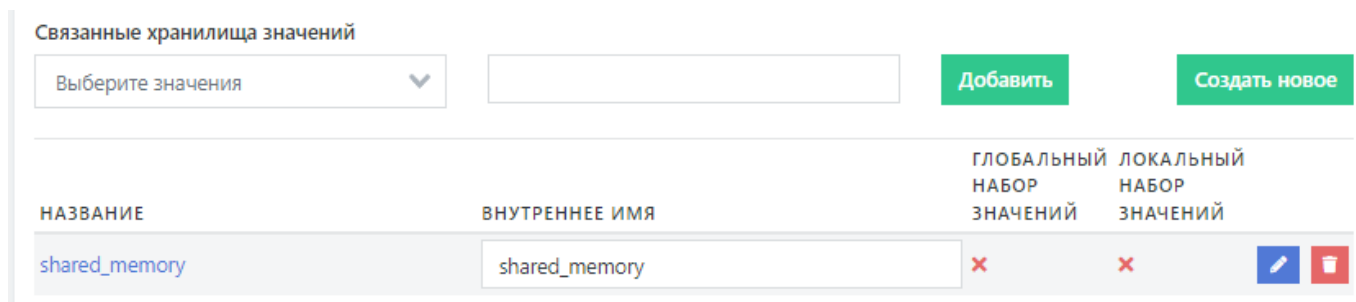 Связанные хранилища значений
Выберите значения Добавить Создать новое
НАЗВАНИЕ ВНУТРЕННЕЕ ИМЯ ГЛОБАЛЬНЫЙ НАБОР ЗНАЧЕНИЙ ЛОКАЛЬНЫЙ НАБОР ЗНАЧЕНИЙ
shared_memory shared_memory